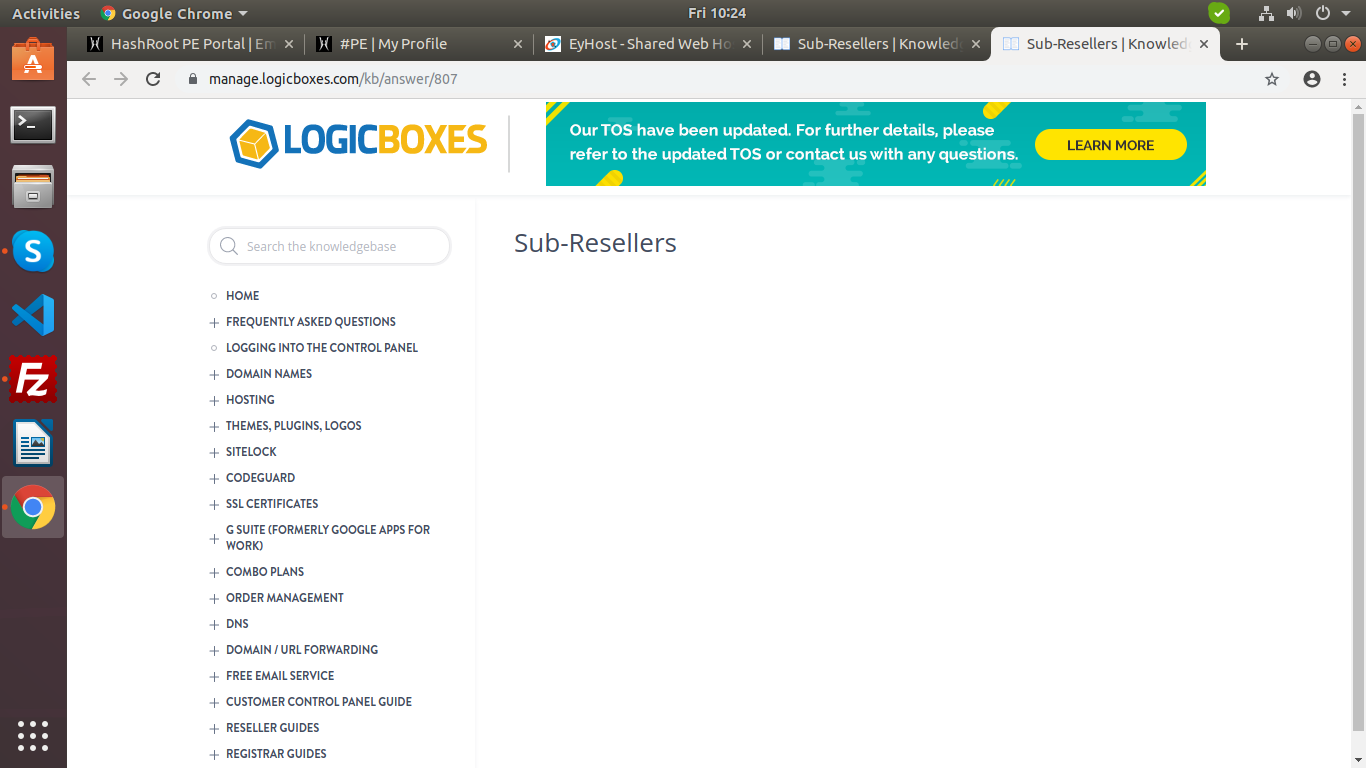 Activities
Google Chrome
Fri 10:24
HashRoot PE Portal | Em
#PE | My Profile
EyHost - Shared Web Ho
Sub-Resellers | Knowled
Sub-Resellers | Knowled
manage.logicboxes.com/kb/answer/807
LOGICBOXES
Our TOS have been updated. For further details, please
refer to the updated TOS or contact us with any questions.
LEARN MORE
Search the knowledgebase
Sub-Resellers
HOME
FREQUENTLY ASKED QUESTIONS
LOGGING INTO THE CONTROL PANEL
DOMAIN NAMES
HOSTING
THEMES, PLUGINS, LOGOS
SITELOCK
CODEGUARD
SSL CERTIFICATES
G SUITE (FORMERLY GOOGLE APPS FOR
WORK)
COMBO PLANS
ORDER MANAGEMENT
DNS
DOMAIN / URL FORWARDING
FREE EMAIL SERVICE
CUSTOMER CONTROL PANEL GUIDE
RESELLER GUIDES
REGISTRAR GUIDES